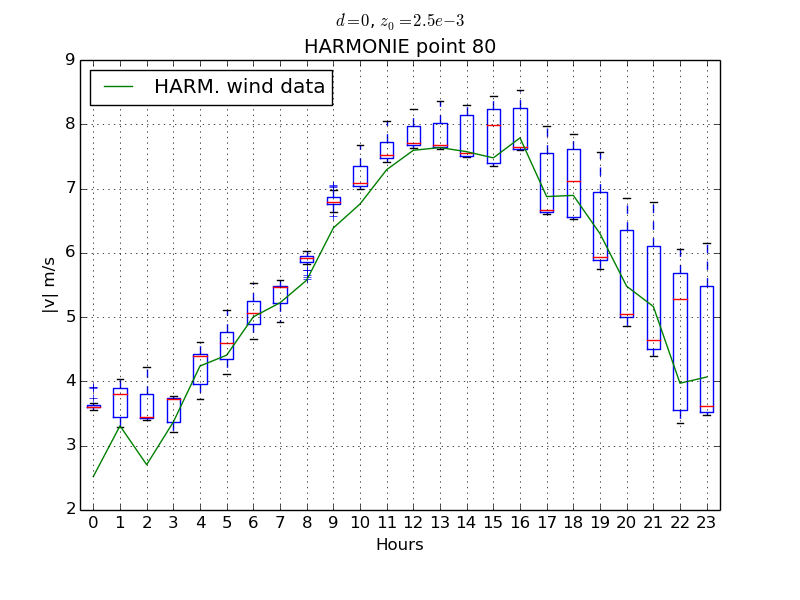 d=0, z₀=2.5e−3
HARMONIE point 80
HARM. wind data
|v| m/s
9
8
7
6
5
4
3
2
0 1 2 3 4 5 6 7 8 9 10 11 12 13 14 15 16 17 18 19 20 21 22 23
Hours